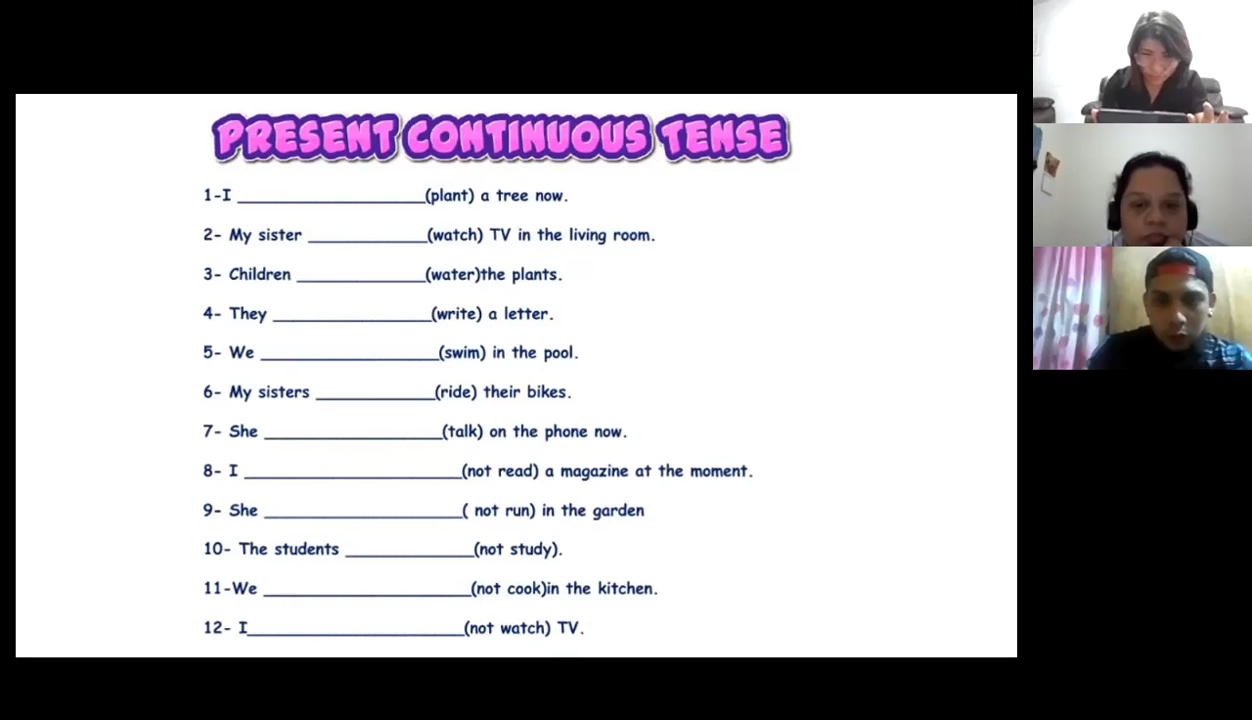 PRESENT CONTINUOUS TENSE
1-I ____________________(plant) a tree now.
2- My sister _____________(watch) TV in the living room.
3- Children ______________(water)the plants.
4- They _________________(write) a letter.
5- We ___________________(swim) in the pool.
6- My sisters _____________(ride) their bikes.
7- She ___________________(talk) on the phone now.
8- I _______________________(not read) a magazine at the moment.
9- She _____________________( not run) in the garden
10- The students ______________(not study).
11-We ______________________(not cook)in the kitchen.
12- I_______________________(not watch) TV.